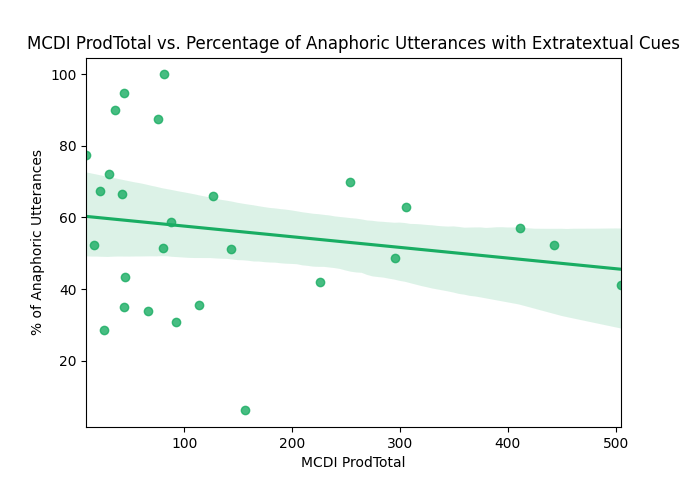 MCDI ProdTotal vs. Percentage of Anaphoric Utterances with Extratextual Cues
% of Anaphoric Utterances
100
80
60
40
20
100 200 300 400 500
MCDI ProdTotal